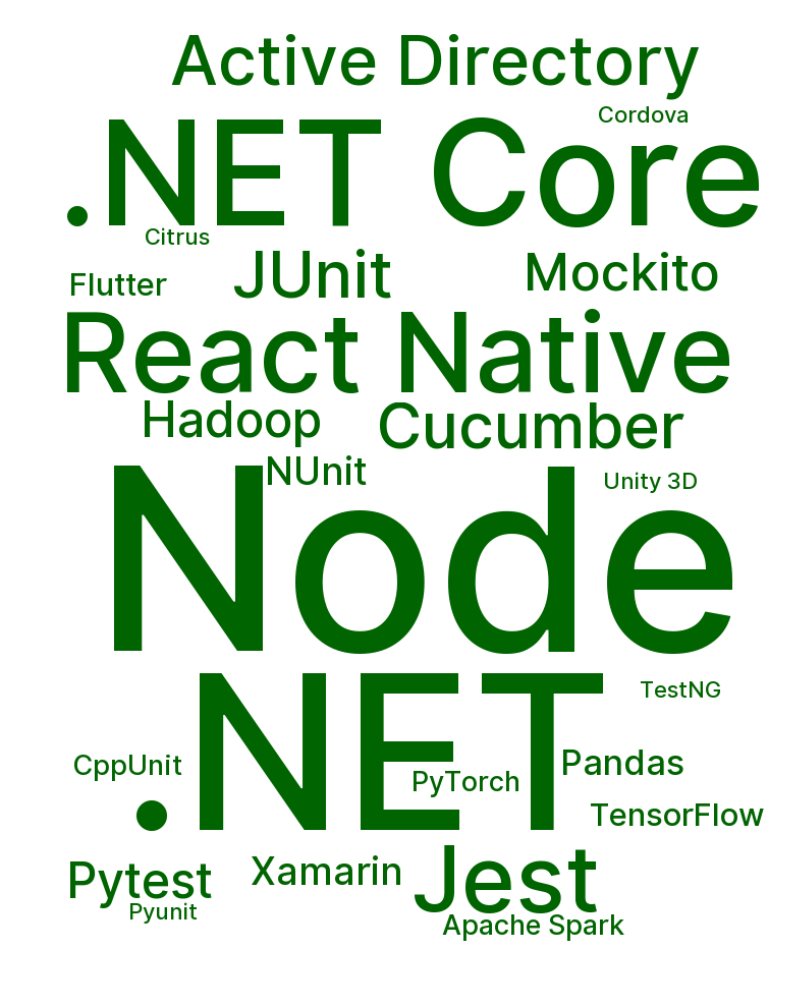 Active Directory
Cordova
.NET Core
Citrus
JUnit
Mockito
Flutter
React Native
Hadoop
Cucumber
NUnit
Unity 3D
Node
TestNG
.NET
CppUnit
PyTorch
Pandas
TensorFlow
Jest
Xamarin
Pytest
Pyunit
Apache Spark